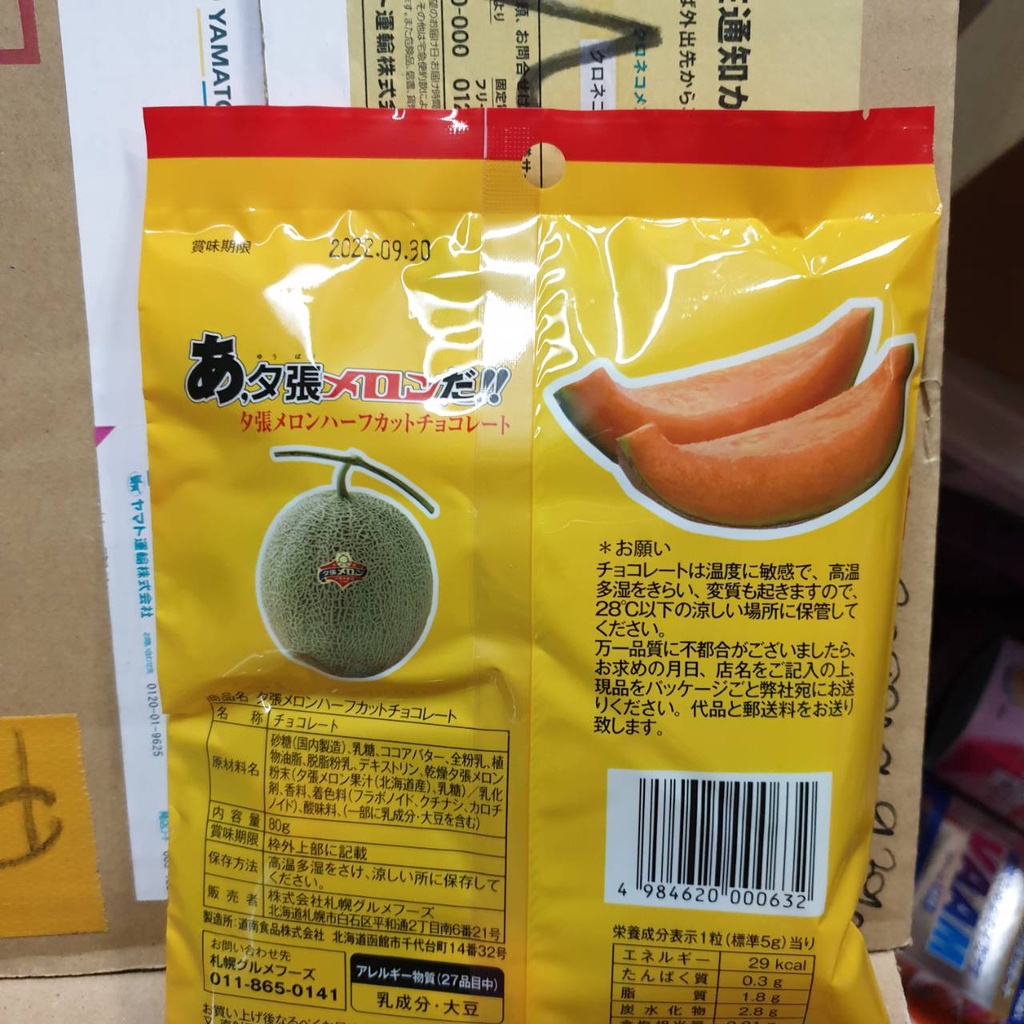 YAMATO
ヤマト運輸株式会社
0120-01-9625
賞味期限 2022.09.30
ゆうばり
あ、夕張メロンだ!!
夕張メロンハーフカットチョコレート
夕張メロン
商品名 夕張メロンハーフカットチョコレート
名 称 チョコレート
原材料名 砂糖(国内製造)、乳糖、ココアバター、全粉乳、植
物油脂、脱脂粉乳、デキストリン、乾燥夕張メロン
粉末(夕張メロン果汁(北海道産)、乳糖)/乳化
剤、香料、着色料(フラボノイド、クチナシ、カロチ
ノイド)、酸味料、(一部に乳成分・大豆を含む)
内容量 80g
賞味期限 枠外上部に記載
保存方法 高温多湿をさけ、涼しい所に保存して
ください。
販売者 株式会社札幌グルメフーズ
北海道札幌市白石区平和通2丁目南6番21号
製造所:道南食品株式会社 北海道函館市千代台町14番32号
お問い合わせ先
札幌グルメフーズ
011-865-0141
アレルギー物質(27品目中)
乳成分・大豆
*お願い
チョコレートは温度に敏感で、高温
多湿をきらい、変質も起きますので、
28℃以下の涼しい場所に保管して
ください。
万一品質に不都合がございましたら、
お求めの月日、店名をご記入の上、
現品をパッケージごと弊社宛にお送
りください。代品と郵送料をお送り
致します。
4 984620 000632
栄養成分表示1粒(標準5g)当り
エネルギー 29 kcal
たんぱく質 0.3 g
脂質 1.8 g
炭水化物 2.8 g
VAAM